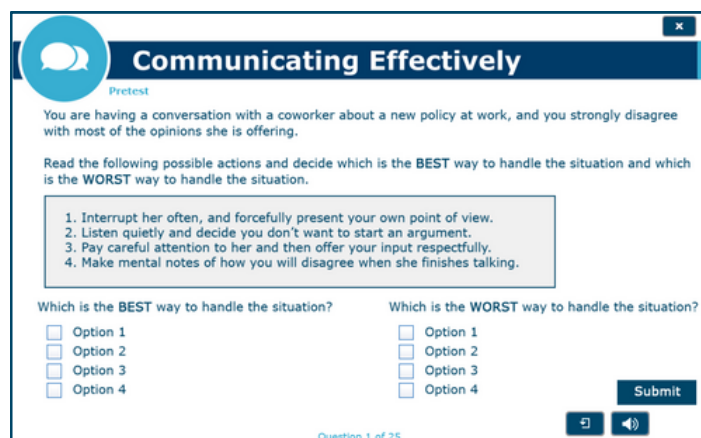 ×
Communicating Effectively
Pretest
You are having a conversation with a coworker about a new policy at work, and you strongly disagree
with most of the opinions she is offering.
Read the following possible actions and decide which is the BEST way to handle the situation and which
is the WORST way to handle the situation.
1. Interrupt her often, and forcefully present your own point of view.
2. Listen quietly and decide you don't want to start an argument.
3. Pay careful attention to her and then offer your input respectfully.
4. Make mental notes of how you will disagree when she finishes talking.
Which is the BEST way to handle the situation?
Option 1
Option 2
Option 3
Option 4
Which is the WORST way to handle the situation?
Option 1
Option 2
Option 3
Option 4
Submit
Question 1 of 25